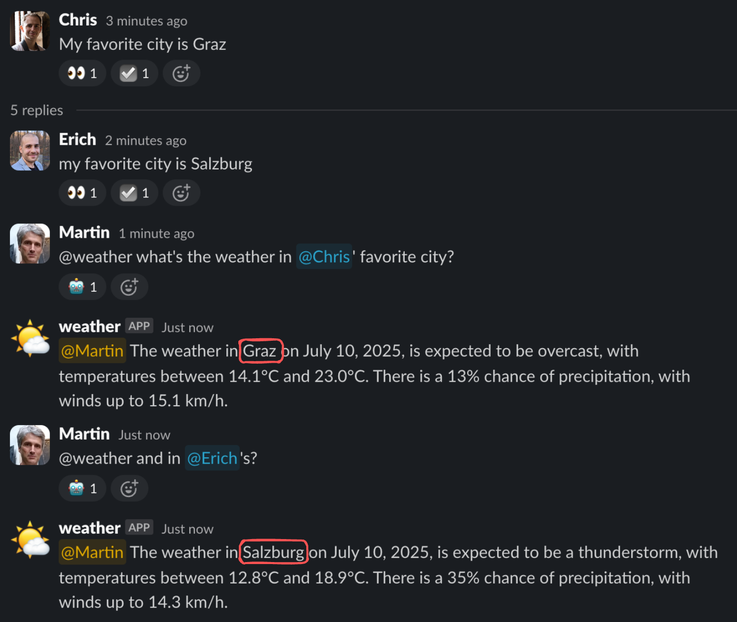 Chris 3 minutes ago
My favorite city is Graz
👀 1 ✅ 1
5 replies
Erich 2 minutes ago
my favorite city is Salzburg
👀 1 ✅ 1
Martin 1 minute ago
@weather what's the weather in @Chris' favorite city?
🤖 1
weather APP Just now
@Martin The weather in Graz on July 10, 2025, is expected to be overcast, with
temperatures between 14.1°C and 23.0°C. There is a 13% chance of precipitation, with
winds up to 15.1 km/h.
Martin Just now
@weather and in @Erich's?
🤖 1
weather APP Just now
@Martin The weather in Salzburg on July 10, 2025, is expected to be a thunderstorm, with
temperatures between 12.8°C and 18.9°C. There is a 35% chance of precipitation, with
winds up to 14.3 km/h.